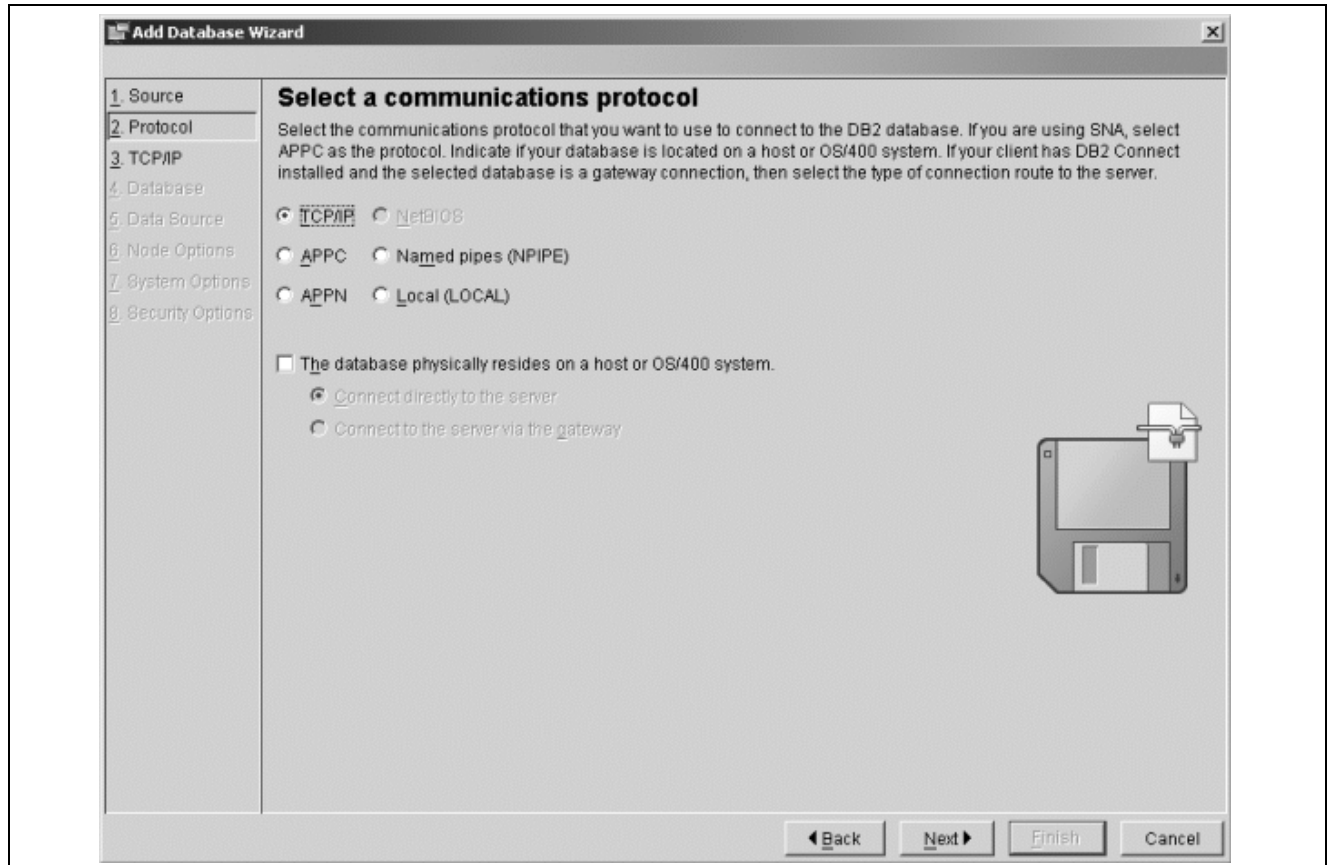 Add Database Wizard
1. Source
2. Protocol
3. TCP/IP
4. Database
5. Data Source
6. Node Options
7. System Options
8. Security Options
Select a communications protocol
Select the communications protocol that you want to use to connect to the DB2 database. If you are using SNA, select
APPC as the protocol. Indicate if your database is located on a host or OS/400 system. If your client has DB2 Connect
installed and the selected database is a gateway connection, then select the type of connection route to the server.
TCP/IP NetBIOS
APPC Named pipes (NPIPE)
APPN Local (LOCAL)
The database physically resides on a host or OS/400 system.
Connect directly to the server
Connect to the server via the gateway
Back Next Finish Cancel